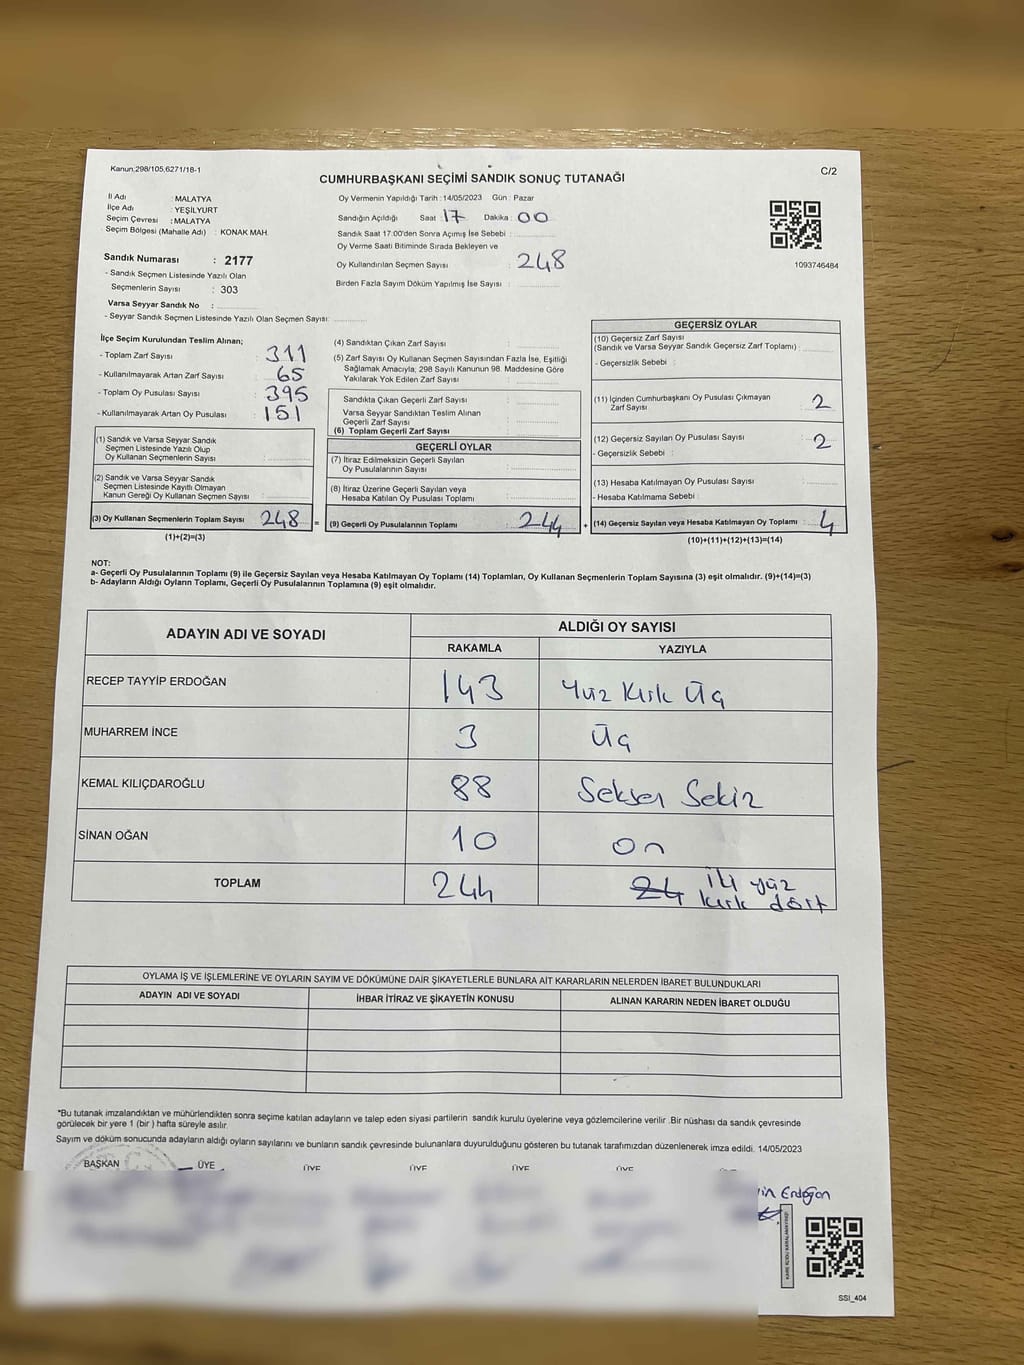 Kanun;298/105,6271/18-1
C/2
CUMHURBAŞKANI SEÇİMİ SANDIK SONUÇ TUTANAĞI
İl Adı : MALATYA
İlçe Adı : YEŞİLYURT
Seçim Çevresi : MALATYA
Seçim Bölgesi (Mahalle Adı) : KONAK MAH.
Sandık Numarası : 2177
- Sandık Seçmen Listesinde Yazılı Olan
Seçmenlerin Sayısı : 303
Varsa Seyyar Sandık No :
- Seyyar Sandık Seçmen Listesinde Yazılı Olan Seçmen Sayısı:
Oy Vermenin Yapıldığı Tarih : 14/05/2023 Gün : Pazar
Sandığın Açıldığı Saat : 17 Dakika : 00
Sandık Saat 17:00'den Sonra Açımış İse Sebebi :
Oy Verme Saati Bitiminde Sırada Bekleyen ve
Oy Kullandırılan Seçmen Sayısı : 248
Birden Fazla Sayım Döküm Yapılmış İse Sayısı :
1093746484
İlçe Seçim Kurulundan Teslim Alınan;
- Toplam Zarf Sayısı : 311
- Kullanılmayarak Artan Zarf Sayısı : 65
- Toplam Oy Pusulası Sayısı : 395
- Kullanılmayarak Artan Oy Pusulası : 151
(1) Sandık ve Varsa Seyyar Sandık
Seçmen Listesinde Yazılı Olup
Oy Kullanan Seçmenlerin Sayısı :
(2) Sandık ve Varsa Seyyar Sandık
Seçmen Listesinde Kayıtlı Olmayan
Kanun Gereği Oy Kullanan Seçmen Sayısı :
(3) Oy Kullanan Seçmenlerin Toplam Sayısı 248 =
(1)+(2)=(3)
(4) Sandıktan Çıkan Zarf Sayısı :
(5) Zarf Sayısı Oy Kullanan Seçmen Sayısından Fazla İse, Eşitliği
Sağlamak Amacıyla; 298 Sayılı Kanunun 98. Maddesine Göre
Yakılarak Yok Edilen Zarf Sayısı :
Sandıkta Çıkan Geçerli Zarf Sayısı :
Varsa Seyyar Sandıktan Teslim Alınan
Geçerli Zarf Sayısı :
(6) Toplam Geçerli Zarf Sayısı :
GEÇERLİ OYLAR
(7) İtiraz Edilmeksizin Geçerli Sayılan
Oy Pusulalarının Sayısı :
(8) İtiraz Üzerine Geçerli Sayılan veya
Hesaba Katılan Oy Pusulası Toplamı :
(9) Geçerli Oy Pusulalarının Toplamı : 244 +
GEÇERSİZ OYLAR
(10) Geçersiz Zarf Sayısı
(Sandık ve Varsa Seyyar Sandık Geçersiz Zarf Toplamı) :
- Geçersizlik Sebebi :
(11) İçinden Cumhurbaşkanı Oy Pusulası Çıkmayan
Zarf Sayısı : 2
(12) Geçersiz Sayılan Oy Pusulası Sayısı : 2
- Geçersizlik Sebebi :
(13) Hesaba Katılmayan Oy Pusulası Sayısı :
- Hesaba Katılmama Sebebi :
(14) Geçersiz Sayılan veya Hesaba Katılmayan Oy Toplamı : 4
(10)+(11)+(12)+(13)=(14)
NOT:
a- Geçerli Oy Pusulalarının Toplamı (9) ile Geçersiz Sayılan veya Hesaba Katılmayan Oy Toplamı (14) Toplamları, Oy Kullanan Seçmenlerin Toplam Sayısına (3) eşit olmalıdır. (9)+(14)=(3)
b- Adayların Aldığı Oyların Toplamı, Geçerli Oy Pusulalarının Toplamına (9) eşit olmalıdır.
ADAYIN ADI VE SOYADI ALDIĞI OY SAYISI
RAKAMLA YAZIYLA
RECEP TAYYİP ERDOĞAN 143 Yüz Kırk Üç
MUHARREM İNCE 3 Üç
KEMAL KILIÇDAROĞLU 88 Seksen Sekiz
SİNAN OĞAN 10 On
TOPLAM 244 24 iki yüz
kırk dört
OYLAMA İŞ VE İŞLEMLERİNE VE OYLARIN SAYIM VE DÖKÜMÜNE DAİR ŞİKAYETLERLE BUNLARA AİT KARARLARIN NELERDEN İBARET BULUNDUKLARI
ADAYIN ADI VE SOYADI İHBAR İTİRAZ VE ŞİKAYETİN KONUSU ALINAN KARARIN NEDEN İBARET OLDUĞU
*Bu tutanak imzalandıktan ve mühürlendikten sonra seçime katılan adayların ve talep eden siyasi partilerin sandık kurulu üyelerine veya gözlemcilerine verilir. Bir nüshası da sandık çevresinde
görülecek bir yere 1 (bir ) hafta süreyle asılır.
Sayım ve döküm sonucunda adayların aldığı oyların sayılarını ve bunların sandık çevresinde bulunanlara duyurulduğunu gösteren bu tutanak tarafımızdan düzenlenerek imza edildi. 14/05/2023
BAŞKAN ÜYE ÜYE ÜYE ÜYE ÜYE
Erdoğan
SSİ_404